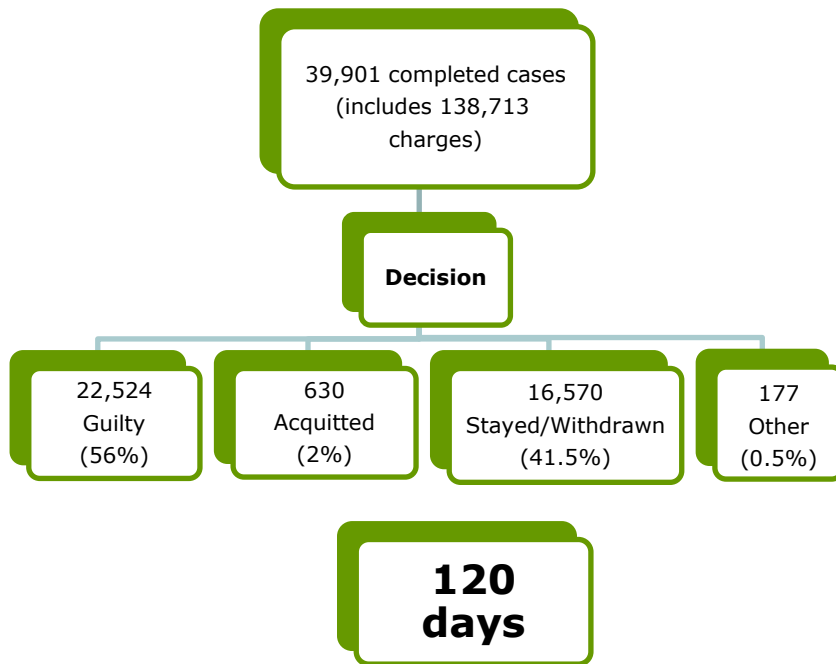 39,901 completed cases
(includes 138,713
charges)
Decision
22,524
Guilty
(56%)
630
Acquitted
(2%)
16,570
Stayed/Withdrawn
(41.5%)
177
Other
(0.5%)
120
days